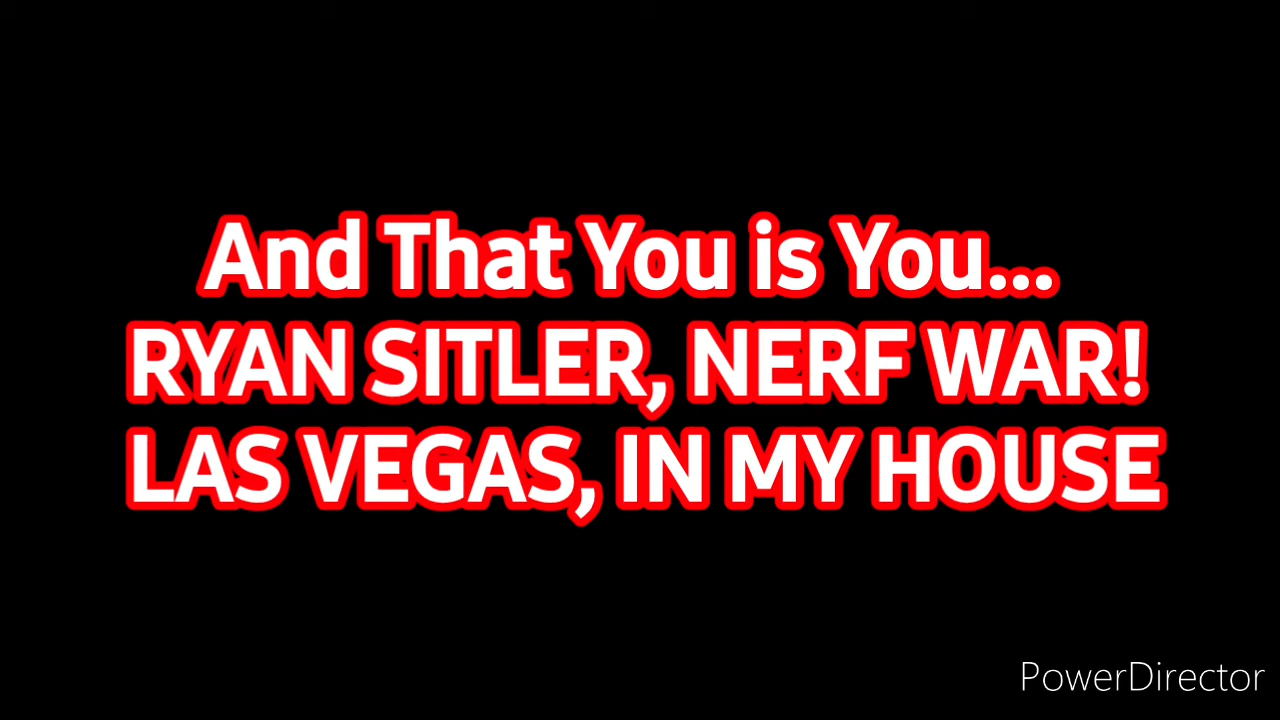 And That You is You...
RYAN SITLER, NERF WAR!
LAS VEGAS, IN MY HOUSE
PowerDirector